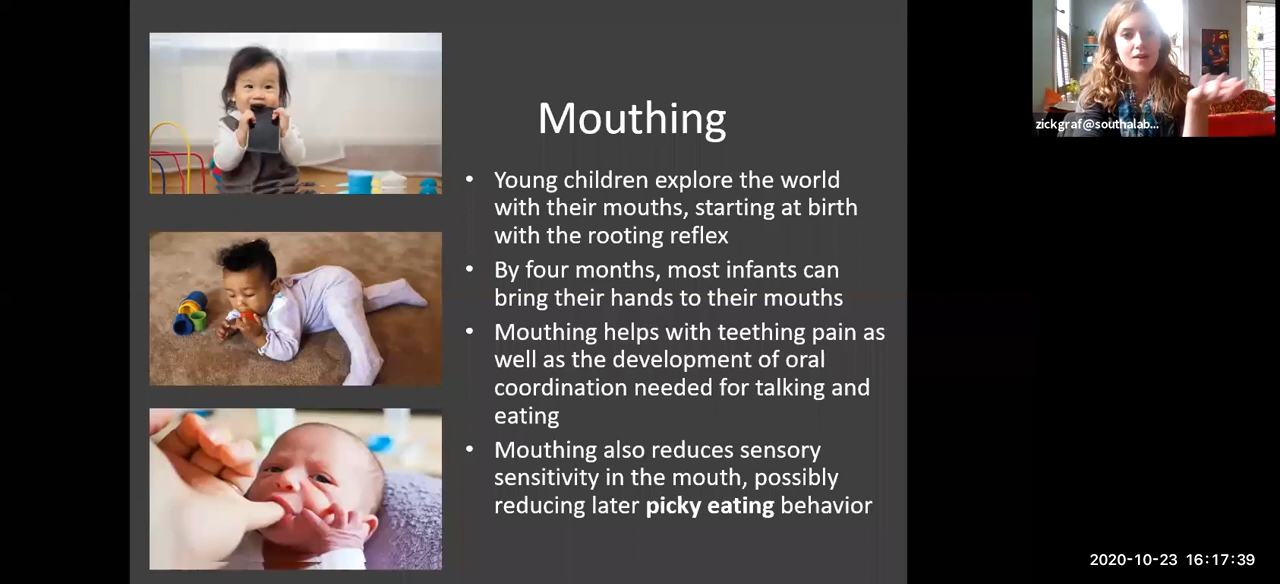 Mouthing
• Young children explore the world
with their mouths, starting at birth
with the rooting reflex
• By four months, most infants can
bring their hands to their mouths
• Mouthing helps with teething pain as
well as the development of oral
coordination needed for talking and
eating
• Mouthing also reduces sensory
sensitivity in the mouth, possibly
reducing later picky eating behavior
zickgraf@southalab...
2020-10-23 16:17:39